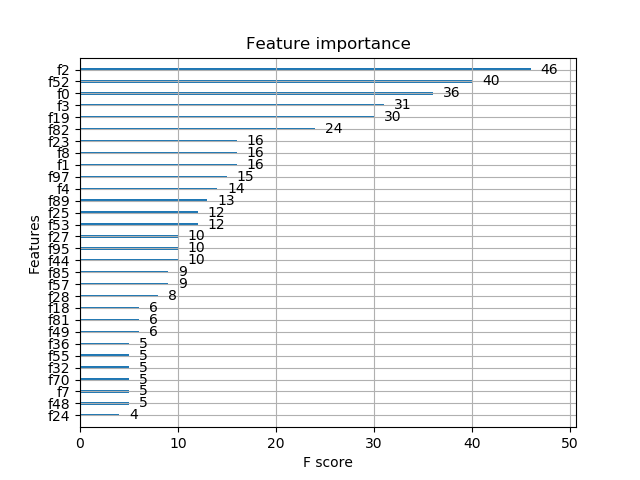 Feature importance
f2 46
f52 40
f0 36
f3 31
f19 30
f82 24
f23 16
f8 16
f1 16
f97 15
f4 14
f89 13
f25 12
f53 12
f27 10
f95 10
f44 10
f85 9
f57 9
f28 8
f18 6
f81 6
f49 6
f36 5
f55 5
f32 5
f70 5
f7 5
f48 5
f24 4
Features
0 10 20 30 40 50
F score